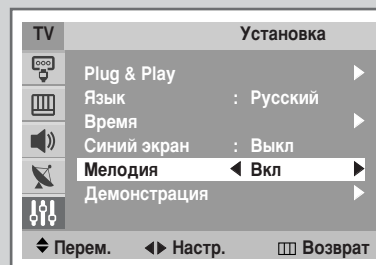 TV Установка
Plug & Play
Язык : Русский
Время
Синий экран : Выкл
Мелодия Вкл
Демонстрация
Перем. Настр. Возврат